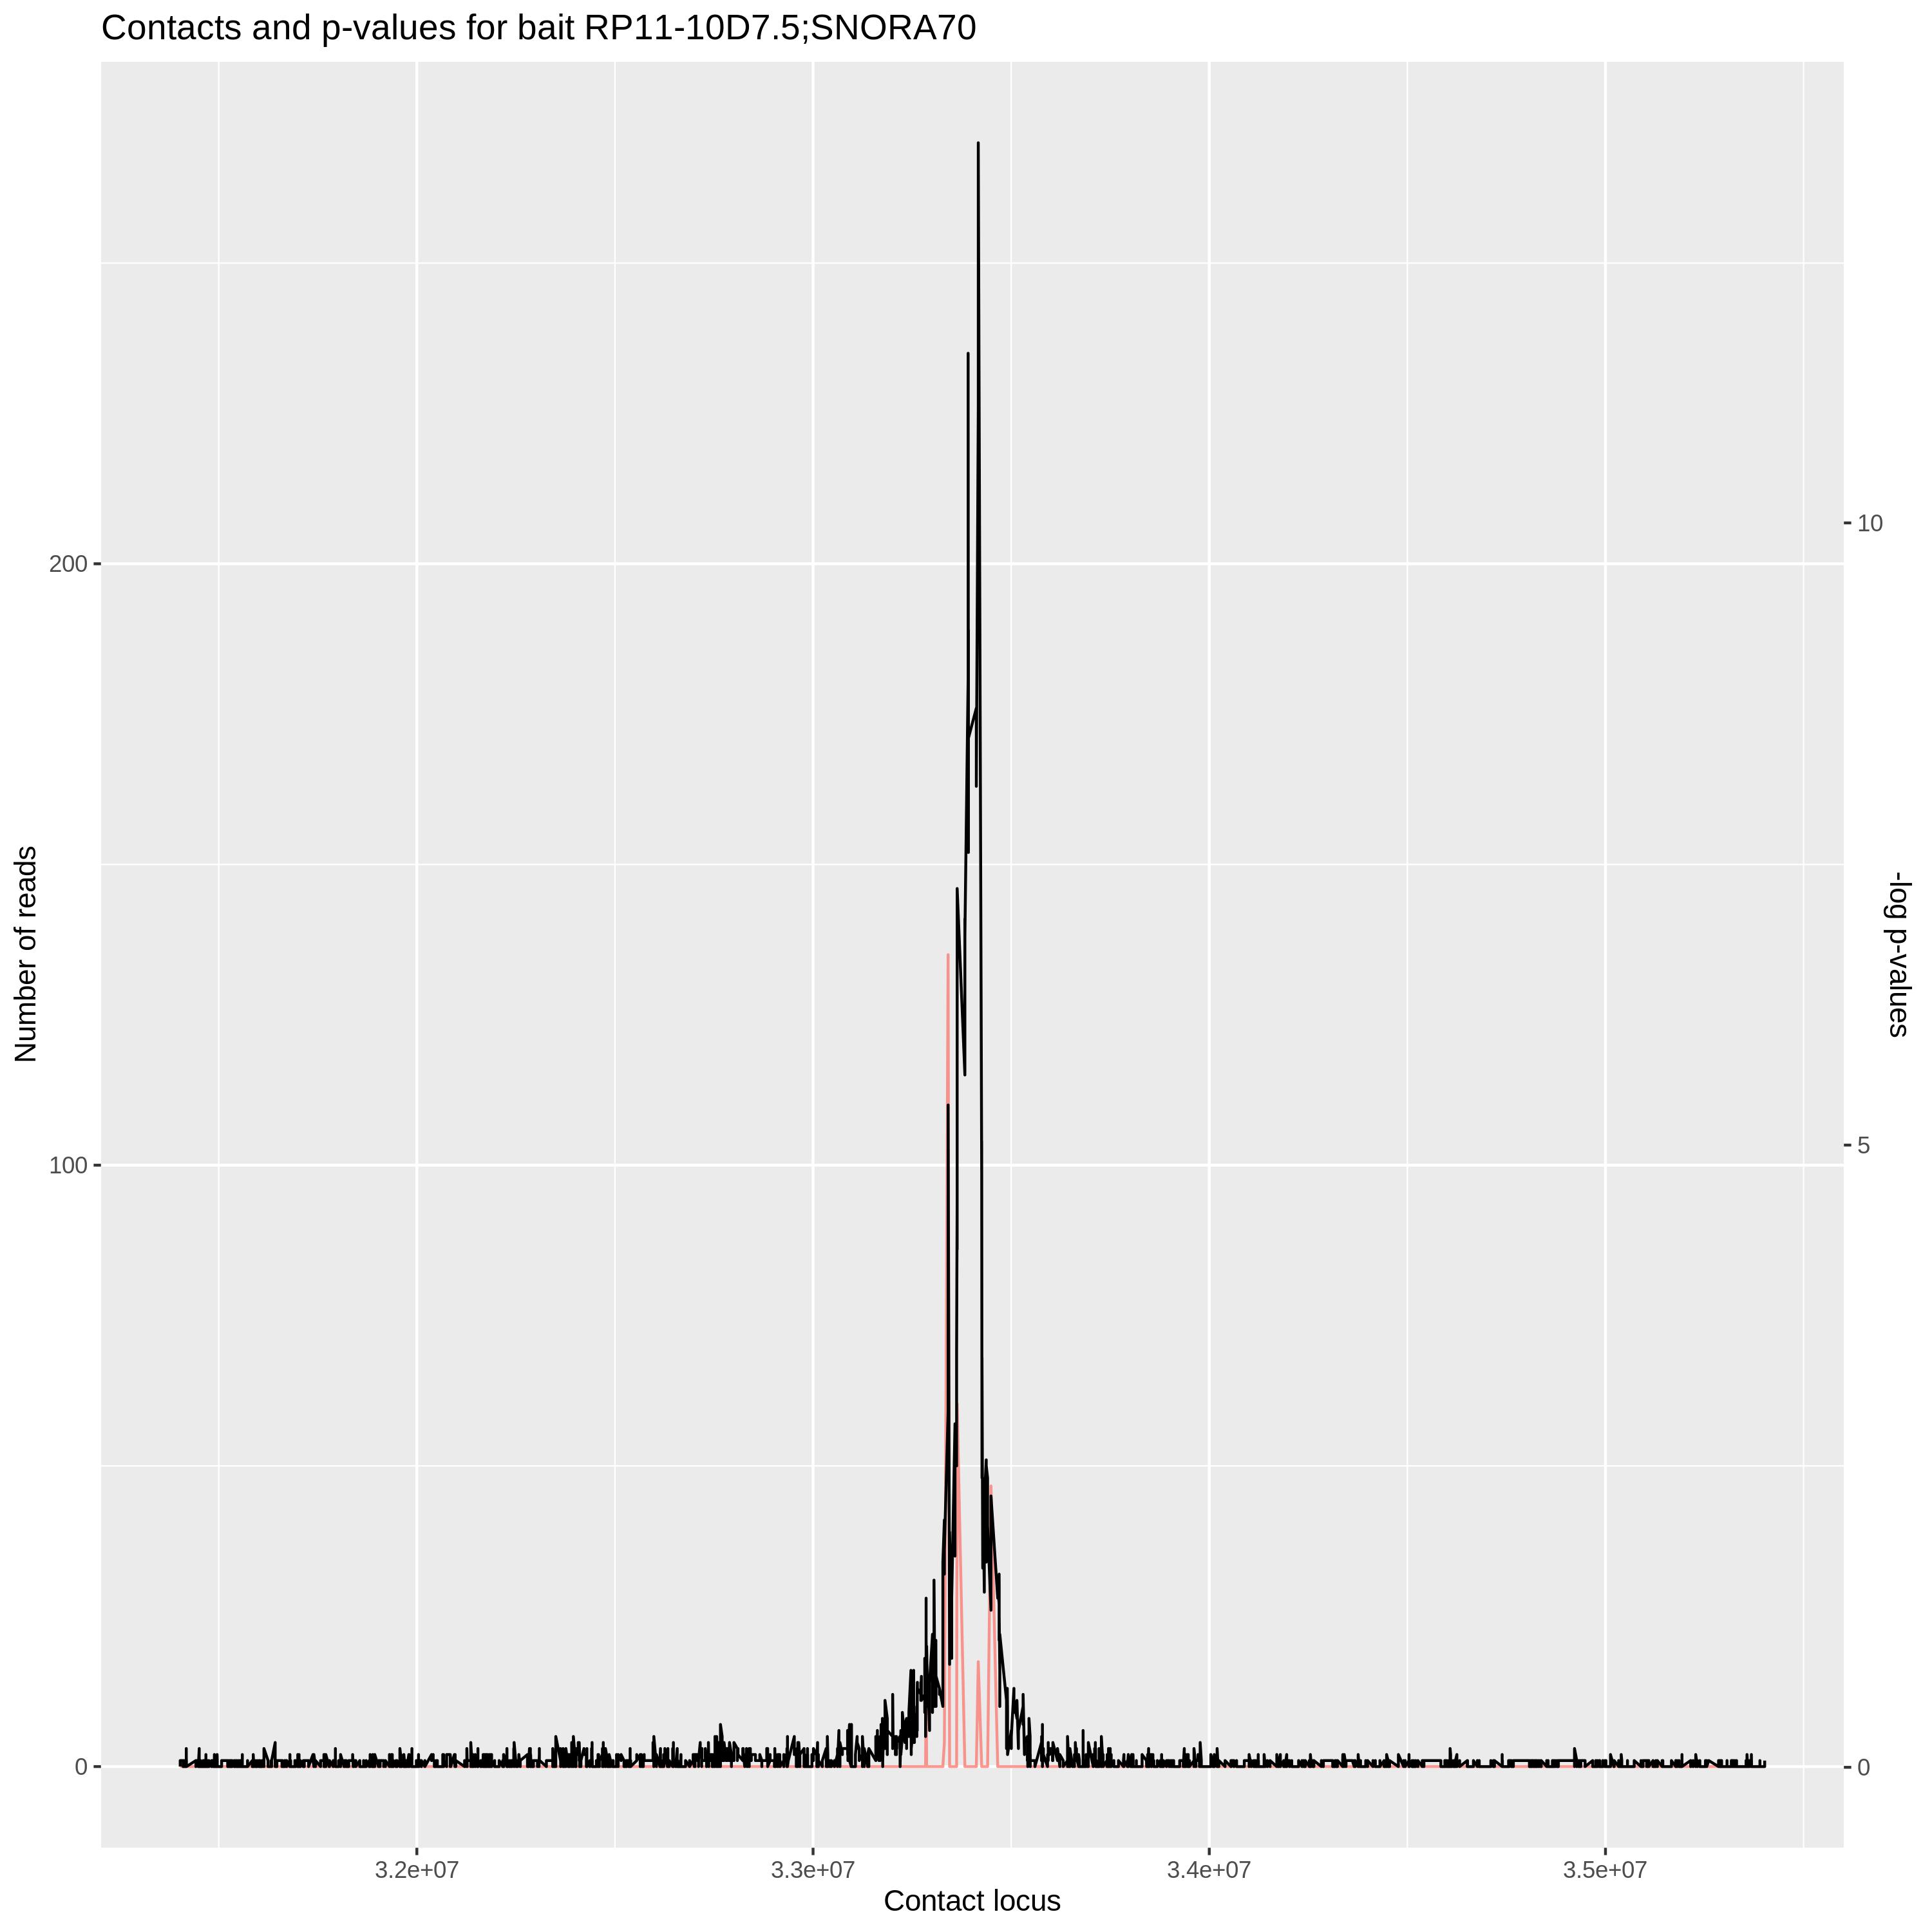 Contacts and p-values for bait RP11-10D7.5;SNORA70
Number of reads
200
100
0
10
5
0
-log p-values
3.2e+07
3.3e+07
3.4e+07
3.5e+07
Contact locus